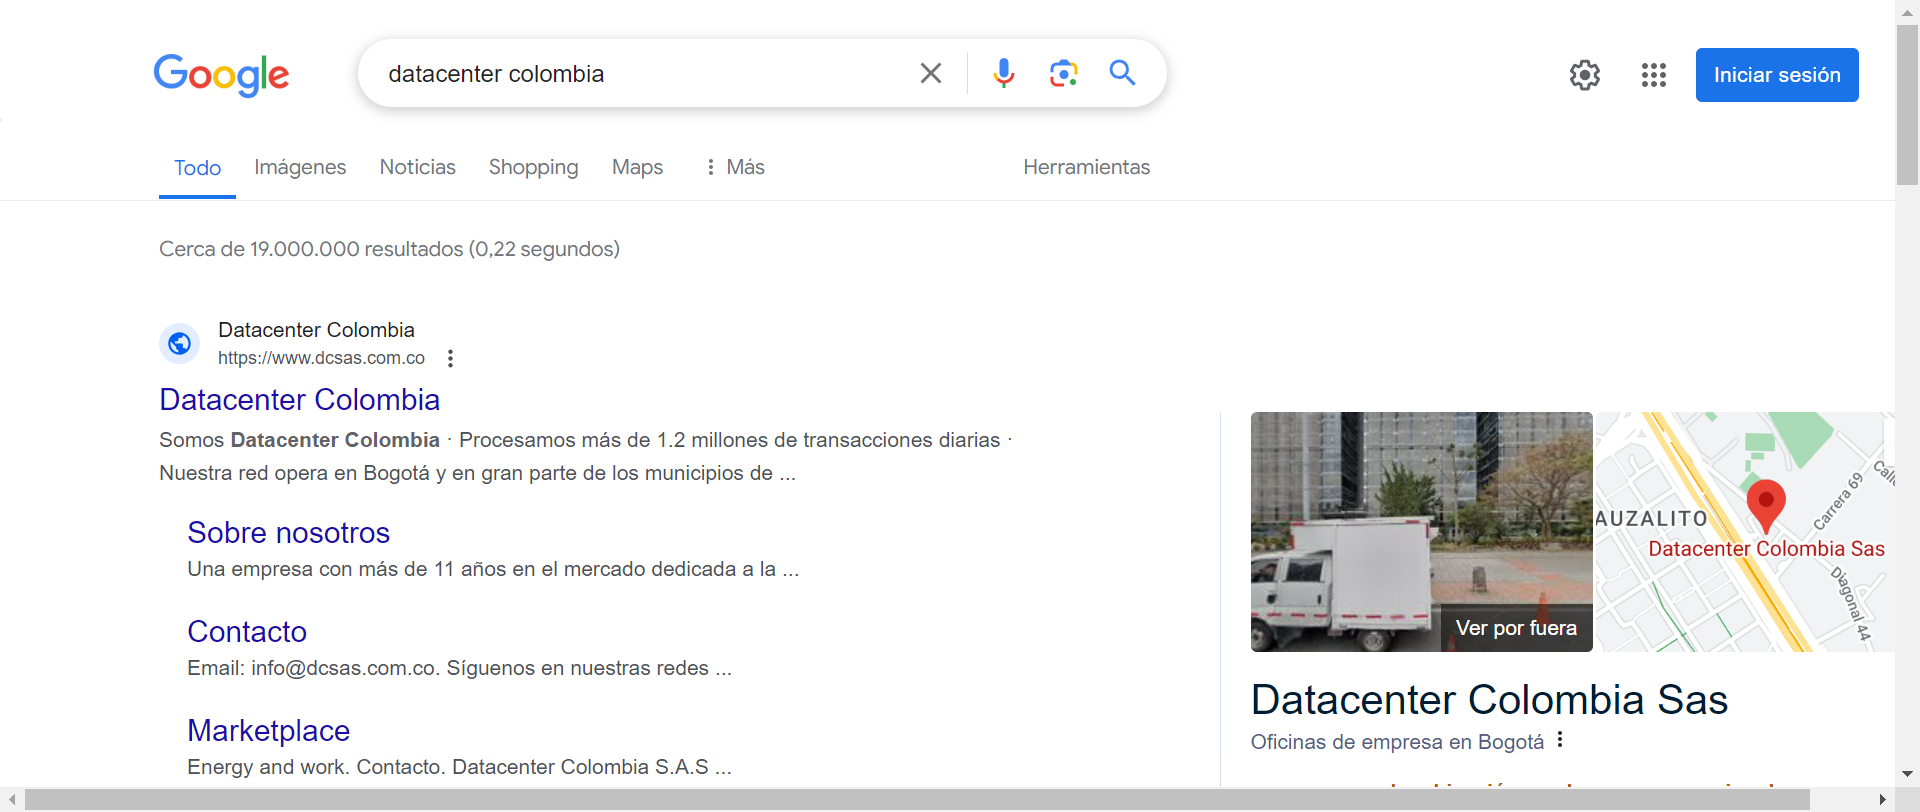 Google
datacenter colombia
Iniciar sesión
Todo
Imágenes
Noticias
Shopping
Maps
Más
Herramientas
Cerca de 19.000.000 resultados (0,22 segundos)
Datacenter Colombia
https://www.dcsas.com.co
Datacenter Colombia
Somos Datacenter Colombia · Procesamos más de 1.2 millones de transacciones diarias ·
Nuestra red opera en Bogotá y en gran parte de los municipios de ...
Sobre nosotros
Una empresa con más de 11 años en el mercado dedicada a la ...
Contacto
Email: info@dcsas.com.co. Síguenos en nuestras redes ...
Marketplace
Energy and work. Contacto. Datacenter Colombia S.A.S ...
Ver por fuera
AUZALITO
Carrera 69
Datacenter Colombia Sas
Diagonal 44
Datacenter Colombia Sas
Oficinas de empresa en Bogotá